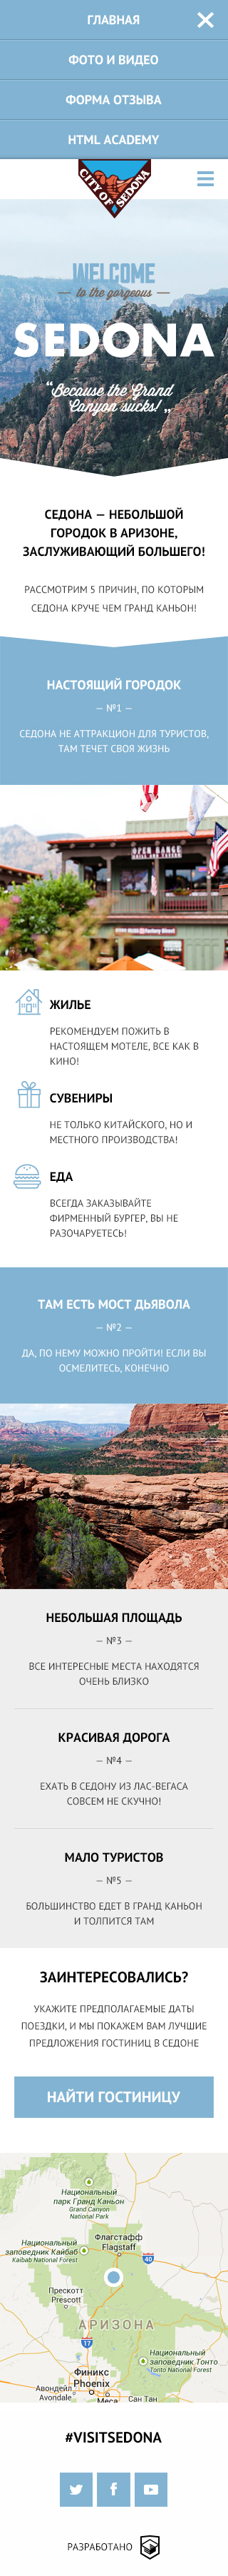 ГЛАВНАЯ
ФОТО И ВИДЕО
ФОРМА ОТЗЫВА
HTML ACADEMY
CITY OF SEDONA
WELCOME
— to the gorgeous —
SEDONA
“Because the Grand
Canyon sucks! „
СЕДОНА — НЕБОЛЬШОЙ
ГОРОДОК В АРИЗОНЕ,
ЗАСЛУЖИВАЮЩИЙ БОЛЬШЕГО!
РАССМОТРИМ 5 ПРИЧИН, ПО КОТОРЫМ
СЕДОНА КРУЧЕ ЧЕМ ГРАНД КАНЬОН!
НАСТОЯЩИЙ ГОРОДОК
— №1 —
СЕДОНА НЕ АТТРАКЦИОН ДЛЯ ТУРИСТОВ,
ТАМ ТЕЧЕТ СВОЯ ЖИЗНЬ
ЖИЛЬЕ
РЕКОМЕНДУЕМ ПОЖИТЬ В
НАСТОЯЩЕМ МОТЕЛЕ, ВСЕ КАК В
КИНО!
СУВЕНИРЫ
НЕ ТОЛЬКО КИТАЙСКОГО, НО И
МЕСТНОГО ПРОИЗВОДСТВА!
ЕДА
ВСЕГДА ЗАКАЗЫВАЙТЕ
ФИРМЕННЫЙ БУРГЕР, ВЫ НЕ
РАЗОЧАРУЕТЕСЬ!
ТАМ ЕСТЬ МОСТ ДЬЯВОЛА
— №2 —
ДА, ПО НЕМУ МОЖНО ПРОЙТИ! ЕСЛИ ВЫ
ОСМЕЛИТЕСЬ, КОНЕЧНО
НЕБОЛЬШАЯ ПЛОЩАДЬ
— №3 —
ВСЕ ИНТЕРЕСНЫЕ МЕСТА НАХОДЯТСЯ
ОЧЕНЬ БЛИЗКО
КРАСИВАЯ ДОРОГА
— №4 —
ЕХАТЬ В СЕДОНУ ИЗ ЛАС-ВЕГАСА
СОВСЕМ НЕ СКУЧНО!
МАЛО ТУРИСТОВ
— №5 —
БОЛЬШИНСТВО ЕДЕТ В ГРАНД КАНЬОН
И ТОЛПИТСЯ ТАМ
ЗАИНТЕРЕСОВАЛИСЬ?
УКАЖИТЕ ПРЕДПОЛАГАЕМЫЕ ДАТЫ
ПОЕЗДКИ, И МЫ ПОКАЖЕМ ВАМ ЛУЧШИЕ
ПРЕДЛОЖЕНИЯ ГОСТИНИЦ В СЕДОНЕ
НАЙТИ ГОСТИНИЦУ
Национальный
парк Гранд Каньон
Grand Canyon
National Park
Флагстафф
Flagstaff
Национальный
заповедник Кайбаб
Kaibab National Forest
40
Прескотт
Prescott
АРИЗОНА
17
Национальный
заповедник Тонто
Tonto National Forest
Финикс
Phoenix
Авондейл
Avondale
Меса
Сан Тан
#VISITSEDONA
РАЗРАБОТАНО